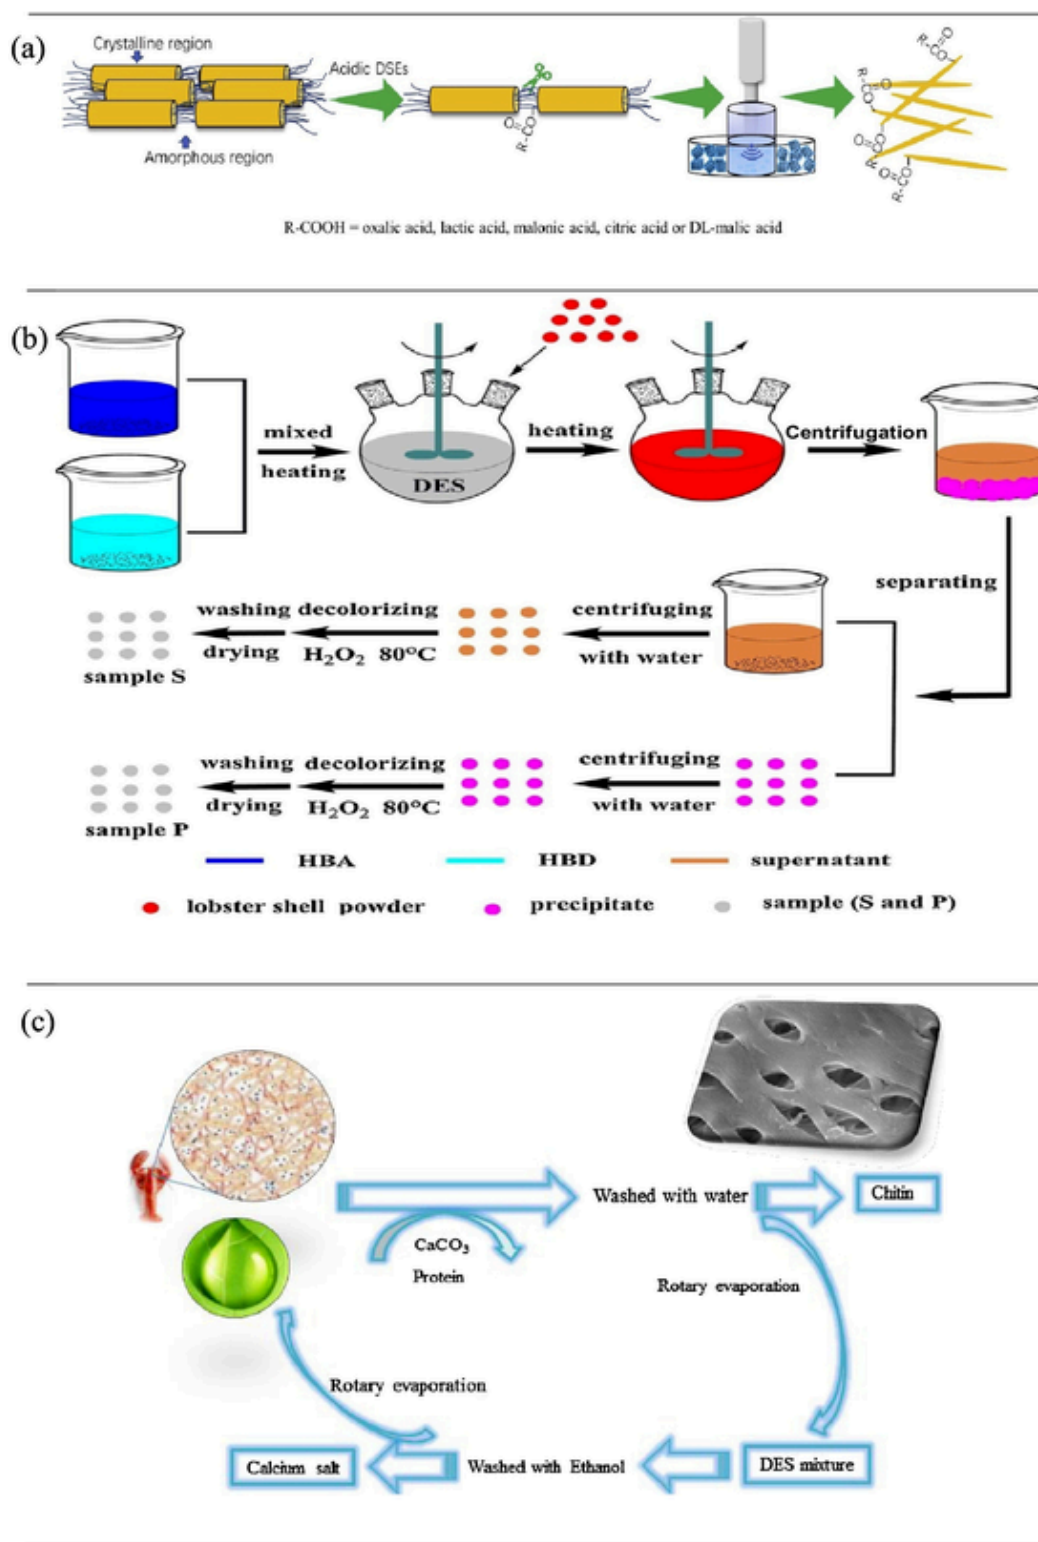 (a)
Crystalline region
Acidic DSEs
Amorphous region
O=C
O
R
R
C
O
O
R-COOH = oxalic acid, lactic acid, malonic acid, citric acid or DL-malic acid
(b)
mixed
heating
DES
heating
Centrifugation
separating
washing decolorizing
drying H₂O₂ 80°C
sample S
centrifuging
with water
washing decolorizing
drying H₂O₂ 80°C
sample P
centrifuging
with water
HBA HBD supernatant
lobster shell powder precipitate sample (S and P)
(c)
Washed with water
Chitin
CaCO₃
Protein
Rotary evaporation
Rotary evaporation
Calcium salt
Washed with Ethanol
DES mixture